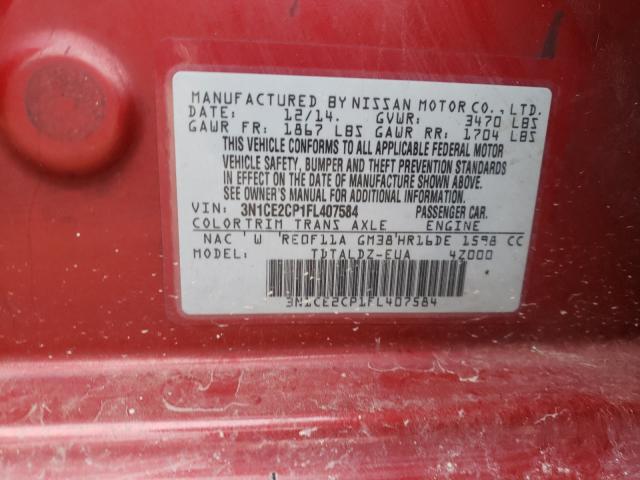 MANUFACTURED BY NISSAN MOTOR CO., LTD.
DATE: 12/14. GVWR: 3470 LBS
GAWR FR: 1867 LBS GAWR RR: 1704 LBS
THIS VEHICLE CONFORMS TO ALL APPLICABLE FEDERAL MOTOR
VEHICLE SAFETY, BUMPER AND THEFT PREVENTION STANDARDS
IN EFFECT ON THE DATE OF MANUFACTURE SHOWN ABOVE.
SEE OWNER'S MANUAL FOR ADDITIONAL INFORMATION.
VIN: 3N1CE2CP1FL407584 PASSENGER CAR.
COLOR TRIM TRANS AXLE ENGINE
NAC W RE0F11A GM38 HR16DE 1598 CC
MODEL: TDTALDZ-EUA 4Z000
3N1CE2CP1FL407584